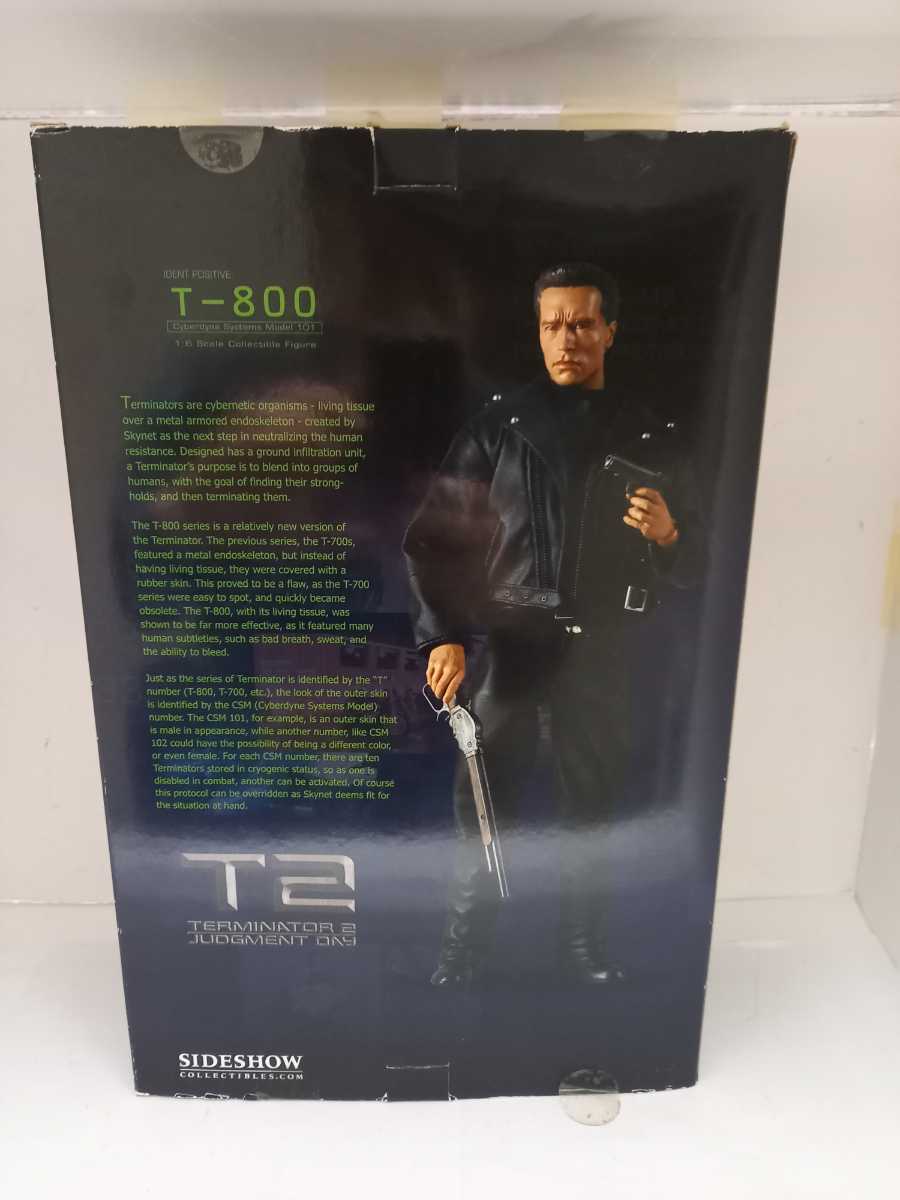 IDENT POSITIVE:
T-800
Cyberdyne Systems Model 101
1:6 Scale Collectible Figure
Terminators are cybernetic organisms - living tissue
over a metal armored endoskeleton - created by
Skynet as the next step in neutralizing the human
resistance. Designed has a ground infiltration unit,
a Terminator's purpose is to blend into groups of
humans, with the goal of finding their strong-
holds, and then terminating them.
The T-800 series is a relatively new version of
the Terminator. The previous series, the T-700s,
featured a metal endoskeleton, but instead of
having living tissue, they were covered with a
rubber skin. This proved to be a flaw, as the T-700
series were easy to spot, and quickly became
obsolete. The T-800, with its living tissue, was
shown to be far more effective, as it featured many
human subtleties, such as bad breath, sweat, and
the ability to bleed.
Just as the series of Terminator is identified by the "T"
number (T-800, T-700, etc.), the look of the outer skin
is identified by the CSM (Cyberdyne Systems Model)
number. The CSM 101, for example, is an outer skin that
is male in appearance, while another number, like CSM
102 could have the possibility of being a different color,
or even female. For each CSM number, there are ten
Terminators stored in cryogenic status, so as one is
disabled in combat, another can be activated. Of course
this protocol can be overridden as Skynet deems fit for
the situation at hand.
T2
TERMINATOR 2
JUDGMENT DAY
SIDESHOW
COLLECTIBLES.COM